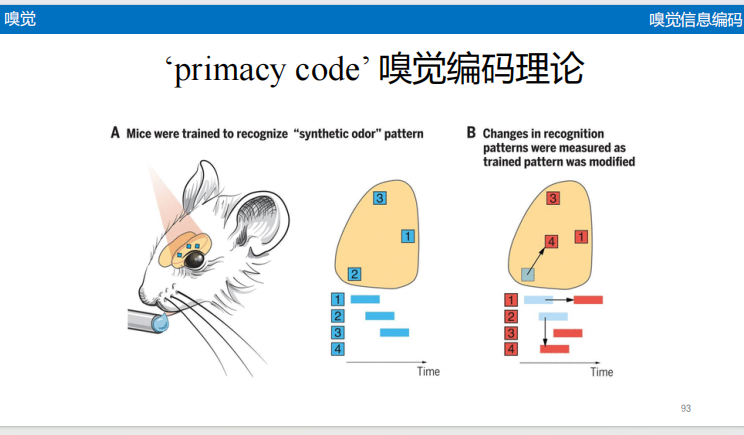 嗅觉
嗅觉信息编码
‘primacy code’ 嗅觉编码理论
A Mice were trained to recognize “synthetic odor” pattern
3
1
2
1
2
3
4
Time
B Changes in recognition
patterns were measured as
trained pattern was modified
3
4
1
1
2
3
4
Time
93